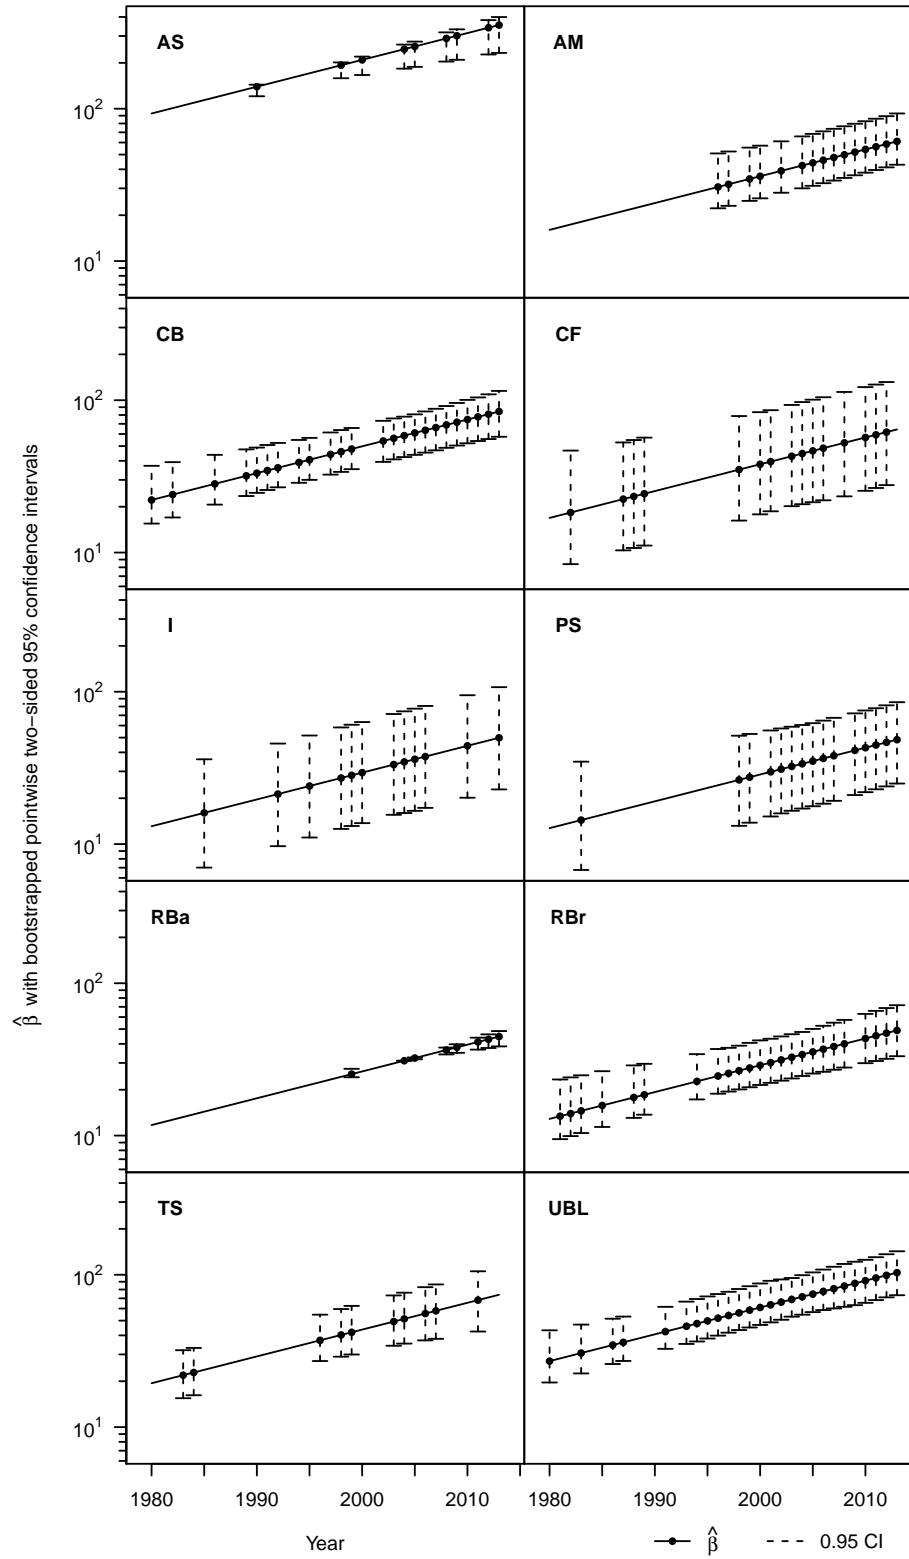 AS
AM
10^2
10^1
CB
CF
10^2
10^1
I
PS
10^2
10^1
RBa
RBr
10^2
10^1
TS
UBL
10^2
10^1
β̂ with bootstrapped pointwise two−sided 95% confidence intervals
1980 1990 2000 2010 1980 1990 2000 2010
Year
β̂ 0.95 CI